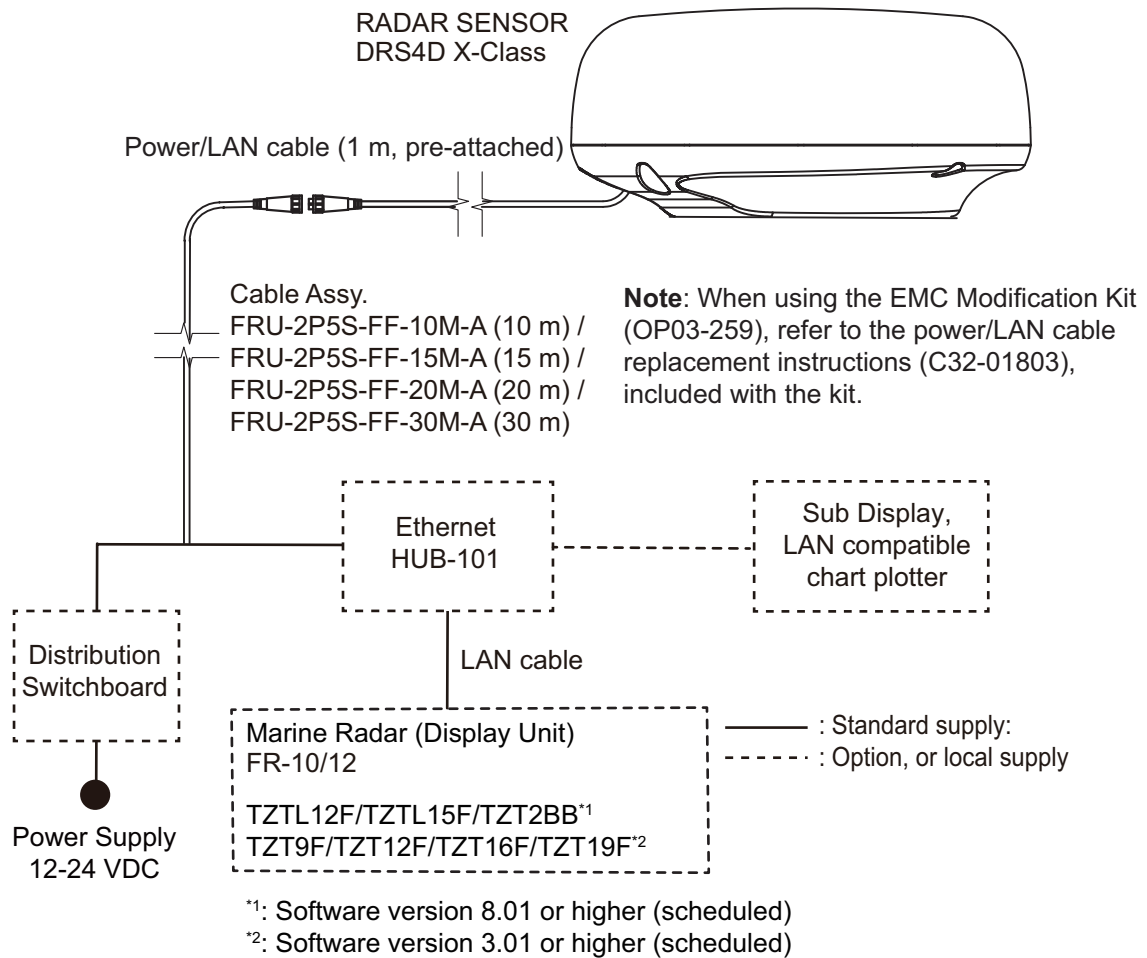 RADAR SENSOR
DRS4D X-Class
Power/LAN cable (1 m, pre-attached)
Cable Assy.
FRU-2P5S-FF-10M-A (10 m) /
FRU-2P5S-FF-15M-A (15 m) /
FRU-2P5S-FF-20M-A (20 m) /
FRU-2P5S-FF-30M-A (30 m)
Note: When using the EMC Modification Kit
(OP03-259), refer to the power/LAN cable
replacement instructions (C32-01803),
included with the kit.
Ethernet
HUB-101
Sub Display,
LAN compatible
chart plotter
Distribution
Switchboard
LAN cable
Power Supply
12-24 VDC
Marine Radar (Display Unit)
FR-10/12
TZTL12F/TZTL15F/TZT2BB*1
TZT9F/TZT12F/TZT16F/TZT19F*2
: Standard supply:
: Option, or local supply
*1: Software version 8.01 or higher (scheduled)
*2: Software version 3.01 or higher (scheduled)